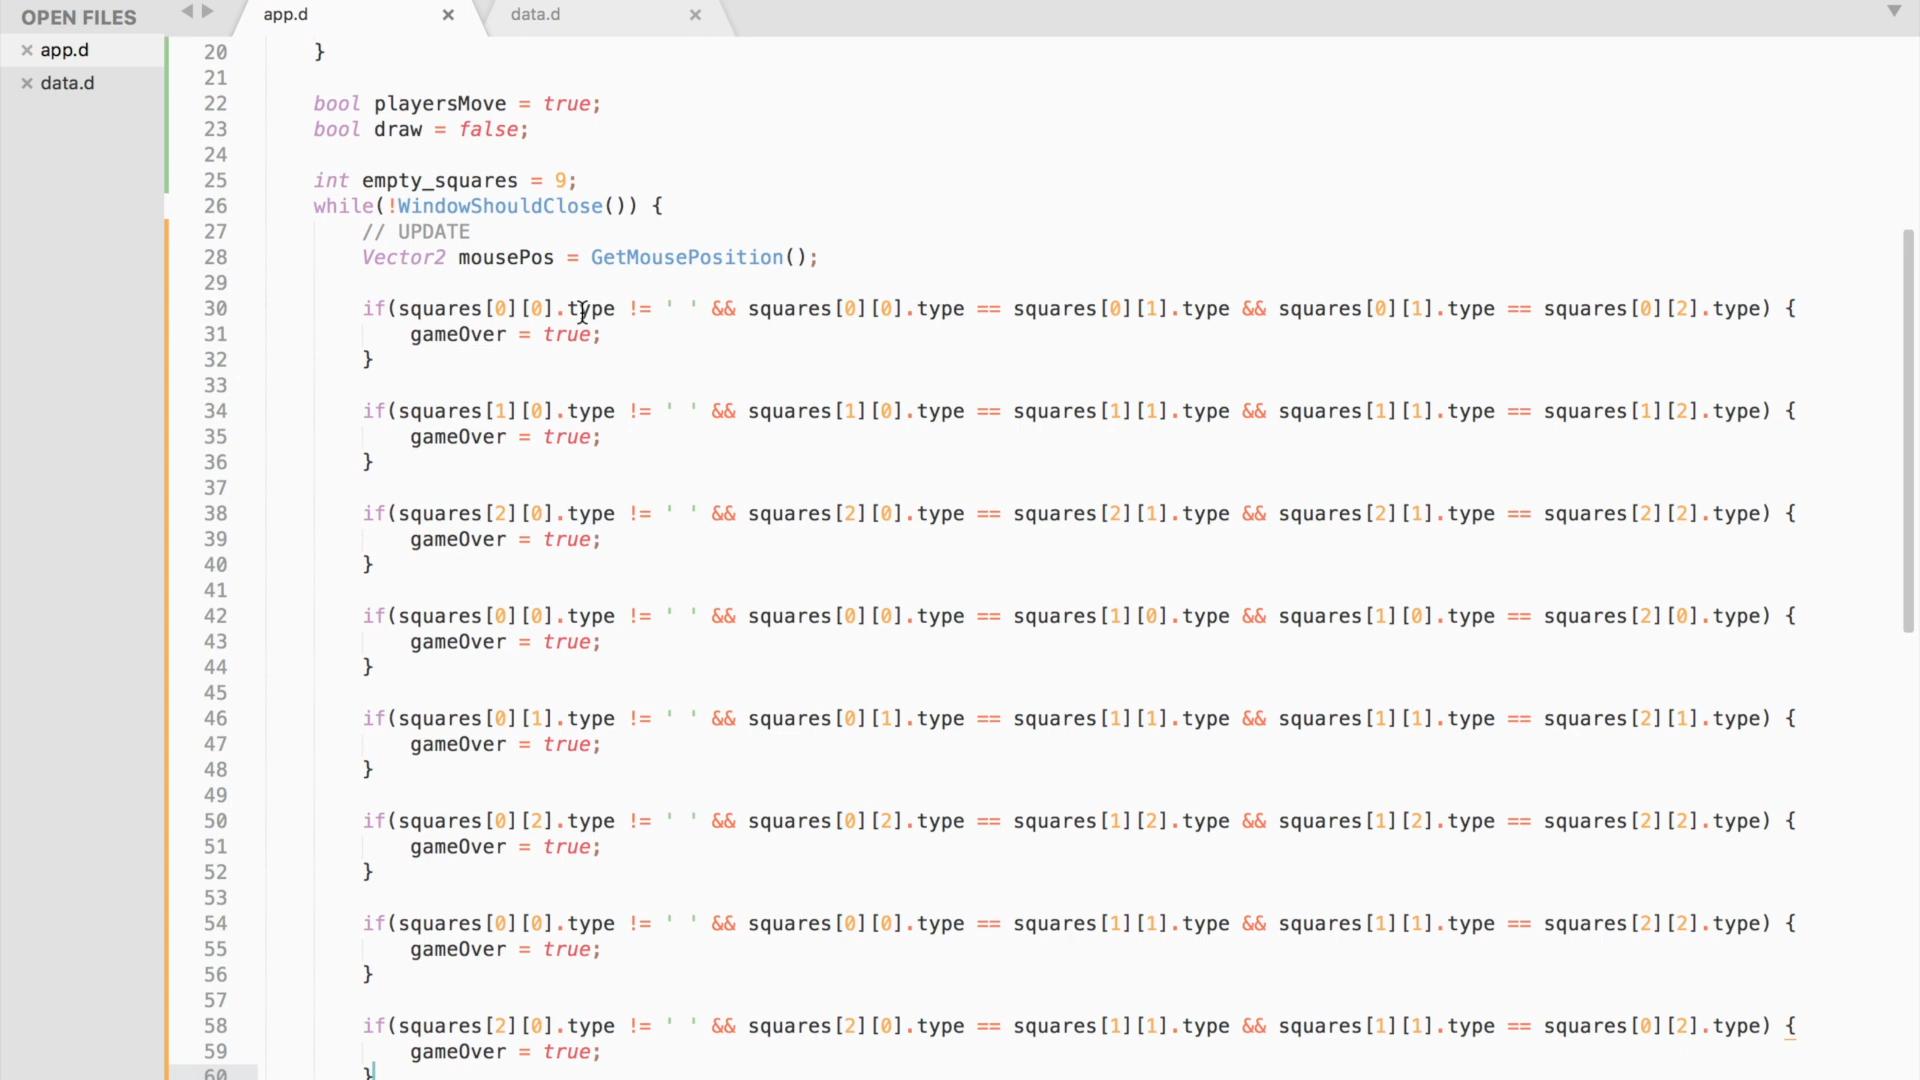 OPEN FILES
app.d
data.d
app.d
data.d
20 }
21
22 bool playersMove = true;
23 bool draw = false;
24
25 int empty_squares = 9;
26 while(!WindowShouldClose()) {
27 // UPDATE
28 Vector2 mousePos = GetMousePosition();
29
30 if(squares[0][0].type != ' ' && squares[0][0].type == squares[0][1].type && squares[0][1].type == squares[0][2].type) {
31 gameOver = true;
32 }
33
34 if(squares[1][0].type != ' ' && squares[1][0].type == squares[1][1].type && squares[1][1].type == squares[1][2].type) {
35 gameOver = true;
36 }
37
38 if(squares[2][0].type != ' ' && squares[2][0].type == squares[2][1].type && squares[2][1].type == squares[2][2].type) {
39 gameOver = true;
40 }
41
42 if(squares[0][0].type != ' ' && squares[0][0].type == squares[1][0].type && squares[1][0].type == squares[2][0].type) {
43 gameOver = true;
44 }
45
46 if(squares[0][1].type != ' ' && squares[0][1].type == squares[1][1].type && squares[1][1].type == squares[2][1].type) {
47 gameOver = true;
48 }
49
50 if(squares[0][2].type != ' ' && squares[0][2].type == squares[1][2].type && squares[1][2].type == squares[2][2].type) {
51 gameOver = true;
52 }
53
54 if(squares[0][0].type != ' ' && squares[0][0].type == squares[1][1].type && squares[1][1].type == squares[2][2].type) {
55 gameOver = true;
56 }
57
58 if(squares[2][0].type != ' ' && squares[2][0].type == squares[1][1].type && squares[1][1].type == squares[0][2].type) {
59 gameOver = true;
60 }